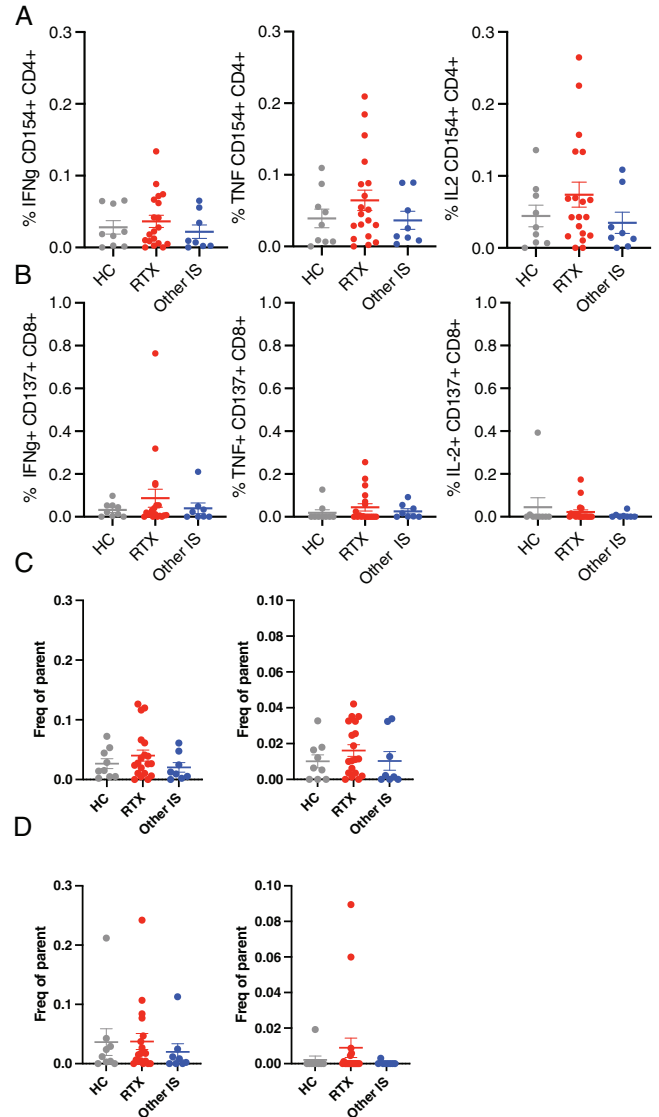 A
% IFNg CD154+ CD4+
0.3
0.2
0.1
0.0
HC
RTX
Other IS
% TNF CD154+ CD4+
0.3
0.2
0.1
0.0
HC
RTX
Other IS
% IL2 CD154+ CD4+
0.3
0.2
0.1
0.0
HC
RTX
Other IS
B
% IFNg+ CD137+ CD8+
1.0
0.8
0.6
0.4
0.2
0.0
HC
RTX
Other IS
% TNF+ CD137+ CD8+
1.0
0.8
0.6
0.4
0.2
0.0
HC
RTX
Other IS
% IL-2+ CD137+ CD8+
1.0
0.8
0.6
0.4
0.2
0.0
HC
RTX
Other IS
C
Freq of parent
0.3
0.2
0.1
0.0
HC
RTX
Other IS
Freq of parent
0.10
0.08
0.06
0.04
0.02
0.00
HC
RTX
Other IS
D
Freq of parent
0.3
0.2
0.1
0.0
HC
RTX
Other IS
Freq of parent
0.10
0.08
0.06
0.04
0.02
0.00
HC
RTX
Other IS